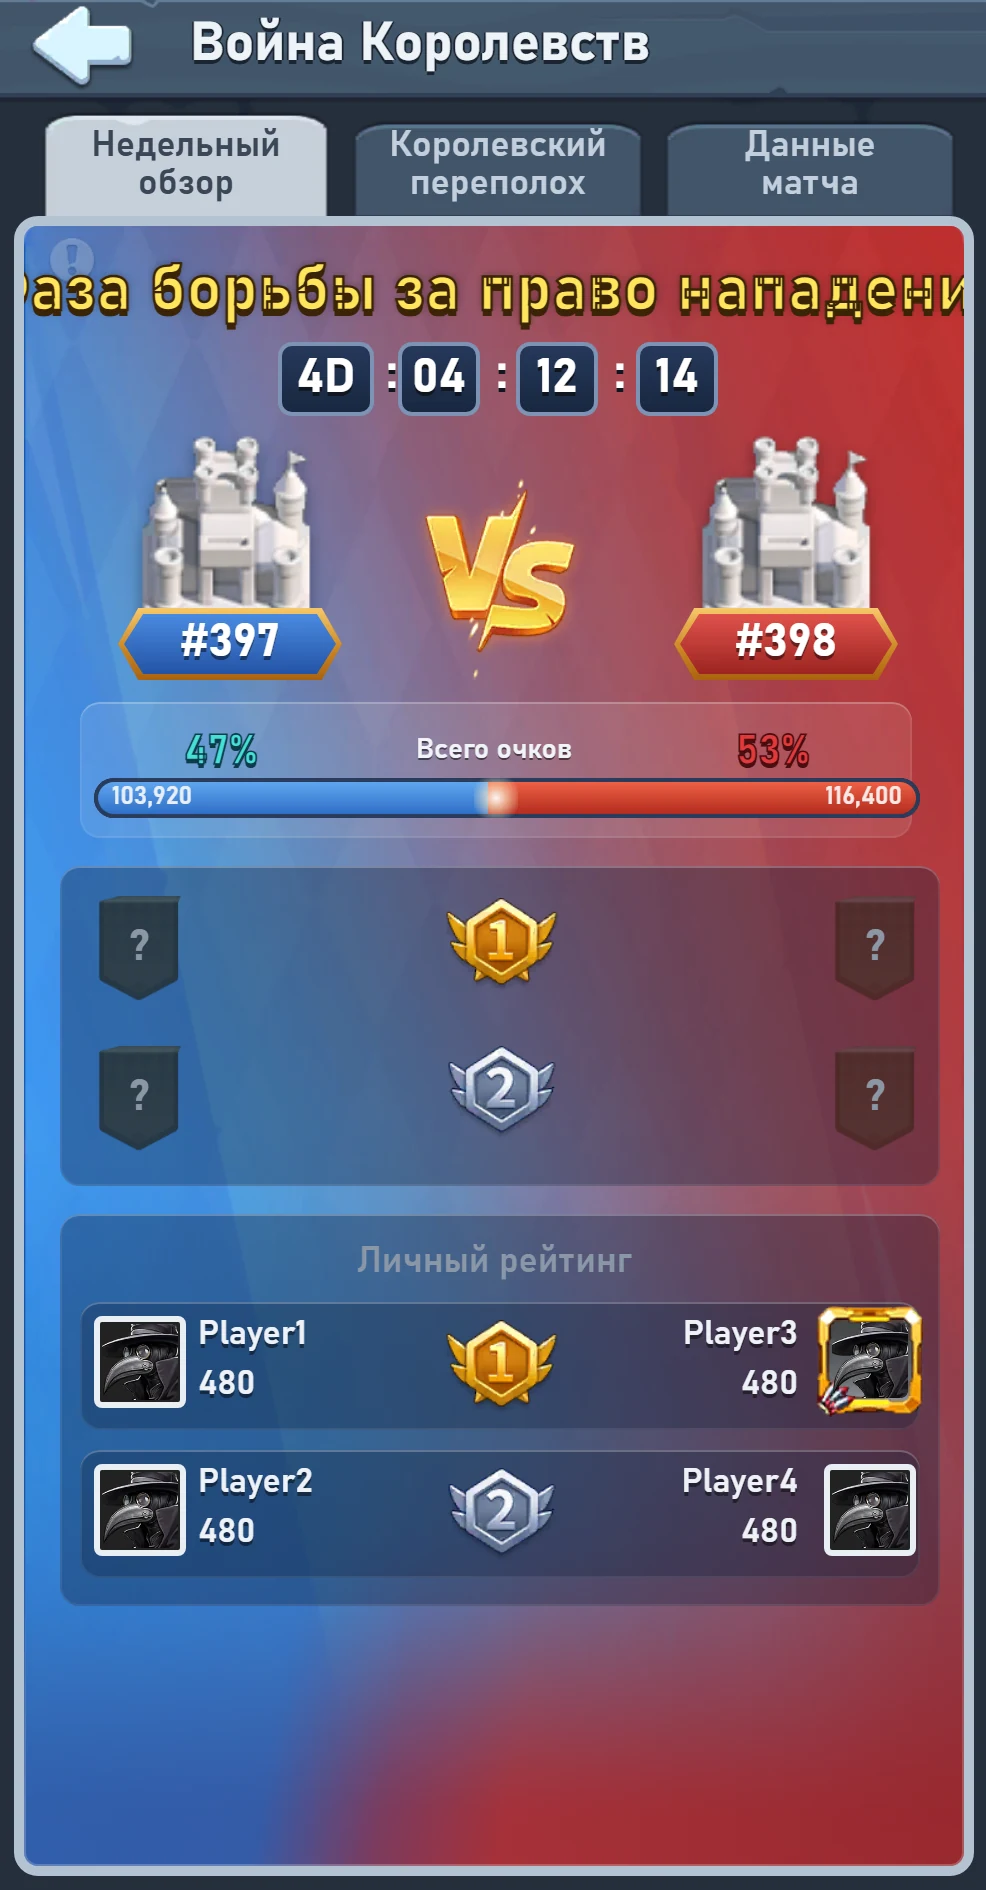 Война Королевств
Недельный
обзор
Королевский
переполох
Данные
матча
аза борьбы за право нападени
4D : 04 : 12 : 14
VS
#397
#398
47%
Всего очков
53%
103,920
116,400
?
1
?
?
2
?
Личный рейтинг
Player1
480
1
Player3
480
Player2
480
2
Player4
480